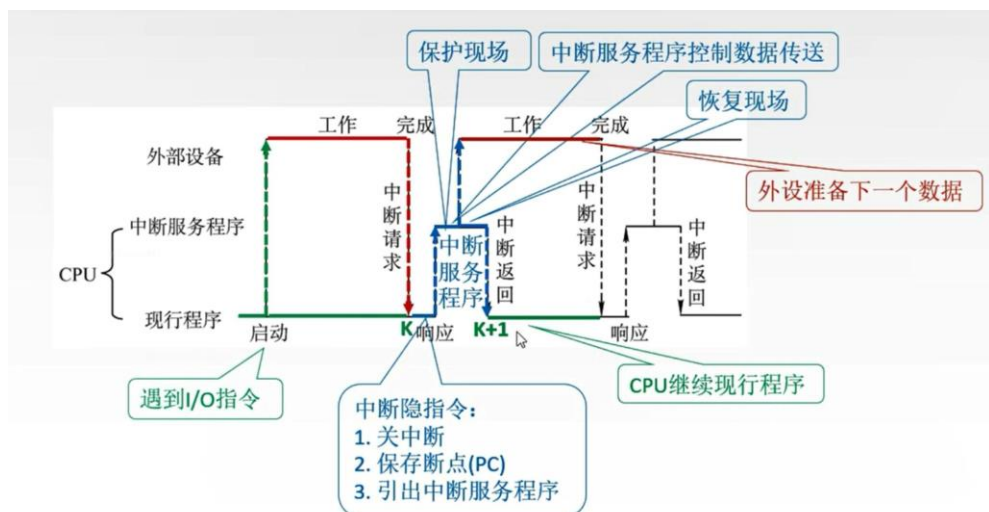 保护现场
中断服务程序控制数据传送
恢复现场
工作
完成
工作
完成
外部设备
外设准备下一个数据
中断请求
中断服务程序
中断返回
中断请求
中断返回
中断
服务
程序
CPU
现行程序
启动
K
响应
K+1
响应
遇到I/O指令
CPU继续现行程序
中断隐指令：
1. 关中断
2. 保存断点(PC)
3. 引出中断服务程序